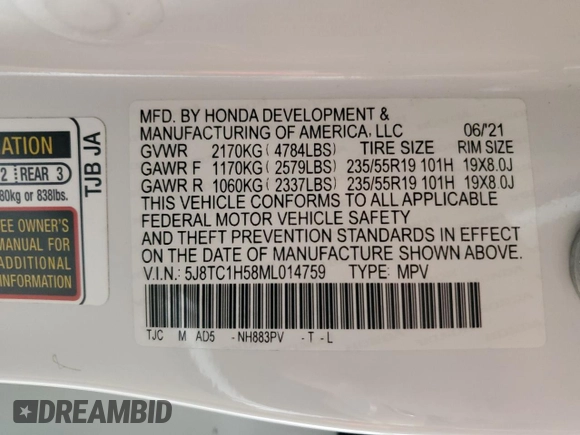 ATION
2 REAR 3
80kg or 838lbs.
EE OWNER'S
MANUAL FOR
ADDITIONAL
INFORMATION
TJB JA
MFD. BY HONDA DEVELOPMENT &
MANUFACTURING OF AMERICA, LLC 06/'21
GVWR 2170KG ( 4784LBS) TIRE SIZE RIM SIZE
GAWR F 1170KG ( 2579LBS) 235/55R19 101H 19X8.0J
GAWR R 1060KG ( 2337LBS) 235/55R19 101H 19X8.0J
THIS VEHICLE CONFORMS TO ALL APPLICABLE
FEDERAL MOTOR VEHICLE SAFETY
AND THEFT PREVENTION STANDARDS IN EFFECT
ON THE DATE OF MANUFACTURE SHOWN ABOVE.
V.I.N.: 5J8TC1H58ML014759 TYPE: MPV
TJC M AD5 -NH883PV - T - L
DREAMBID